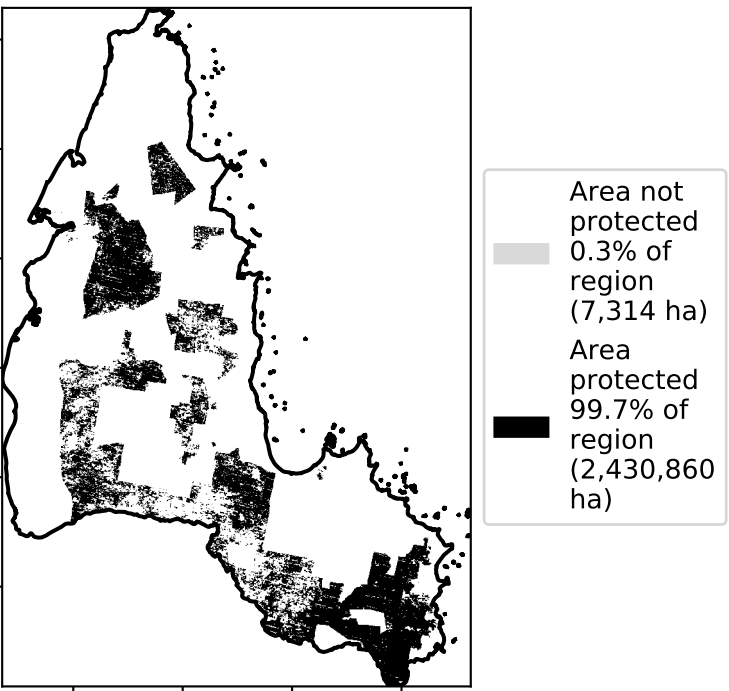 Area not
protected
0.3% of
region
(7,314 ha)
Area
protected
99.7% of
region
(2,430,860
ha)